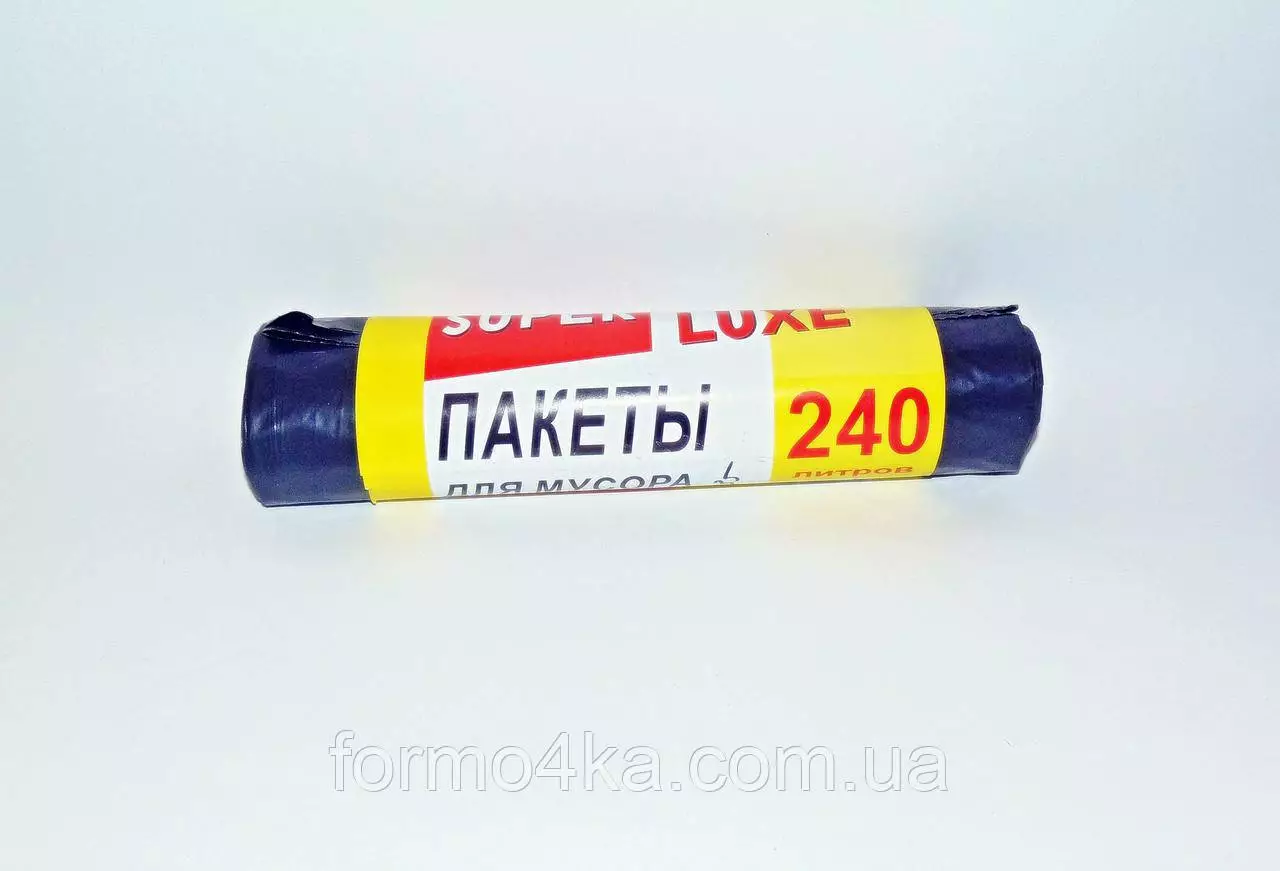 SUPER LUXE
ПАКЕТЫ
240
ДЛЯ МУСОРА
литров
formo4ka.com.ua